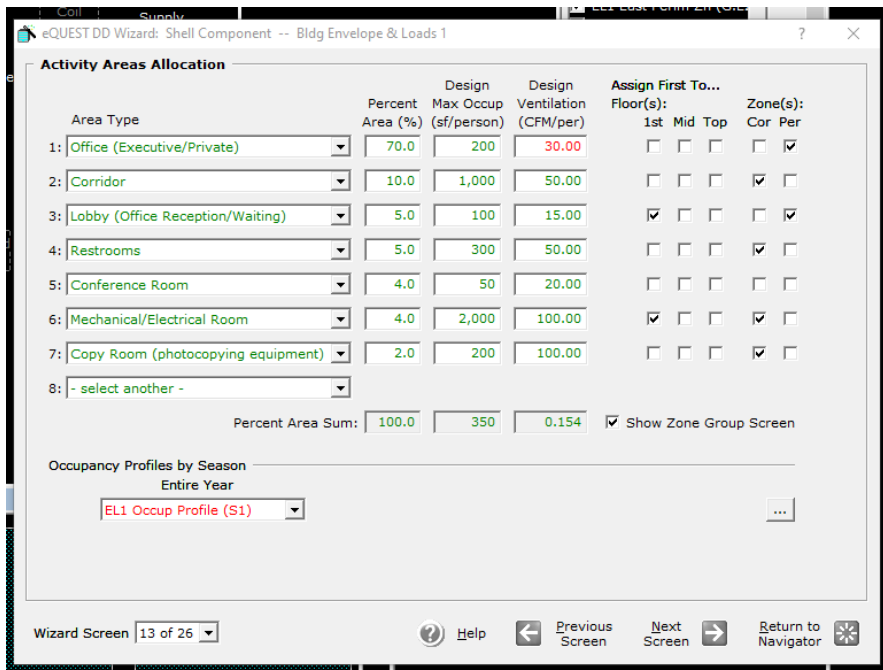 Coil
Supply
EL1 East Perim Zn (G.E
eQUEST DD Wizard: Shell Component -- Bldg Envelope & Loads 1
? ×
Activity Areas Allocation
Design Design Assign First To...
Percent Max Occup Ventilation Floor(s): Zone(s):
Area Type Area (%) (sf/person) (CFM/per) 1st Mid Top Cor Per
1: Office (Executive/Private) 70.0 200 30.00
2: Corridor 10.0 1,000 50.00
3: Lobby (Office Reception/Waiting) 5.0 100 15.00
4: Restrooms 5.0 300 50.00
5: Conference Room 4.0 50 20.00
6: Mechanical/Electrical Room 4.0 2,000 100.00
7: Copy Room (photocopying equipment) 2.0 200 100.00
8: - select another -
Percent Area Sum: 100.0 350 0.154 Show Zone Group Screen
Occupancy Profiles by Season
Entire Year
EL1 Occup Profile (S1)
...
Wizard Screen 13 of 26 ? Help Previous Screen Next Screen Return to Navigator